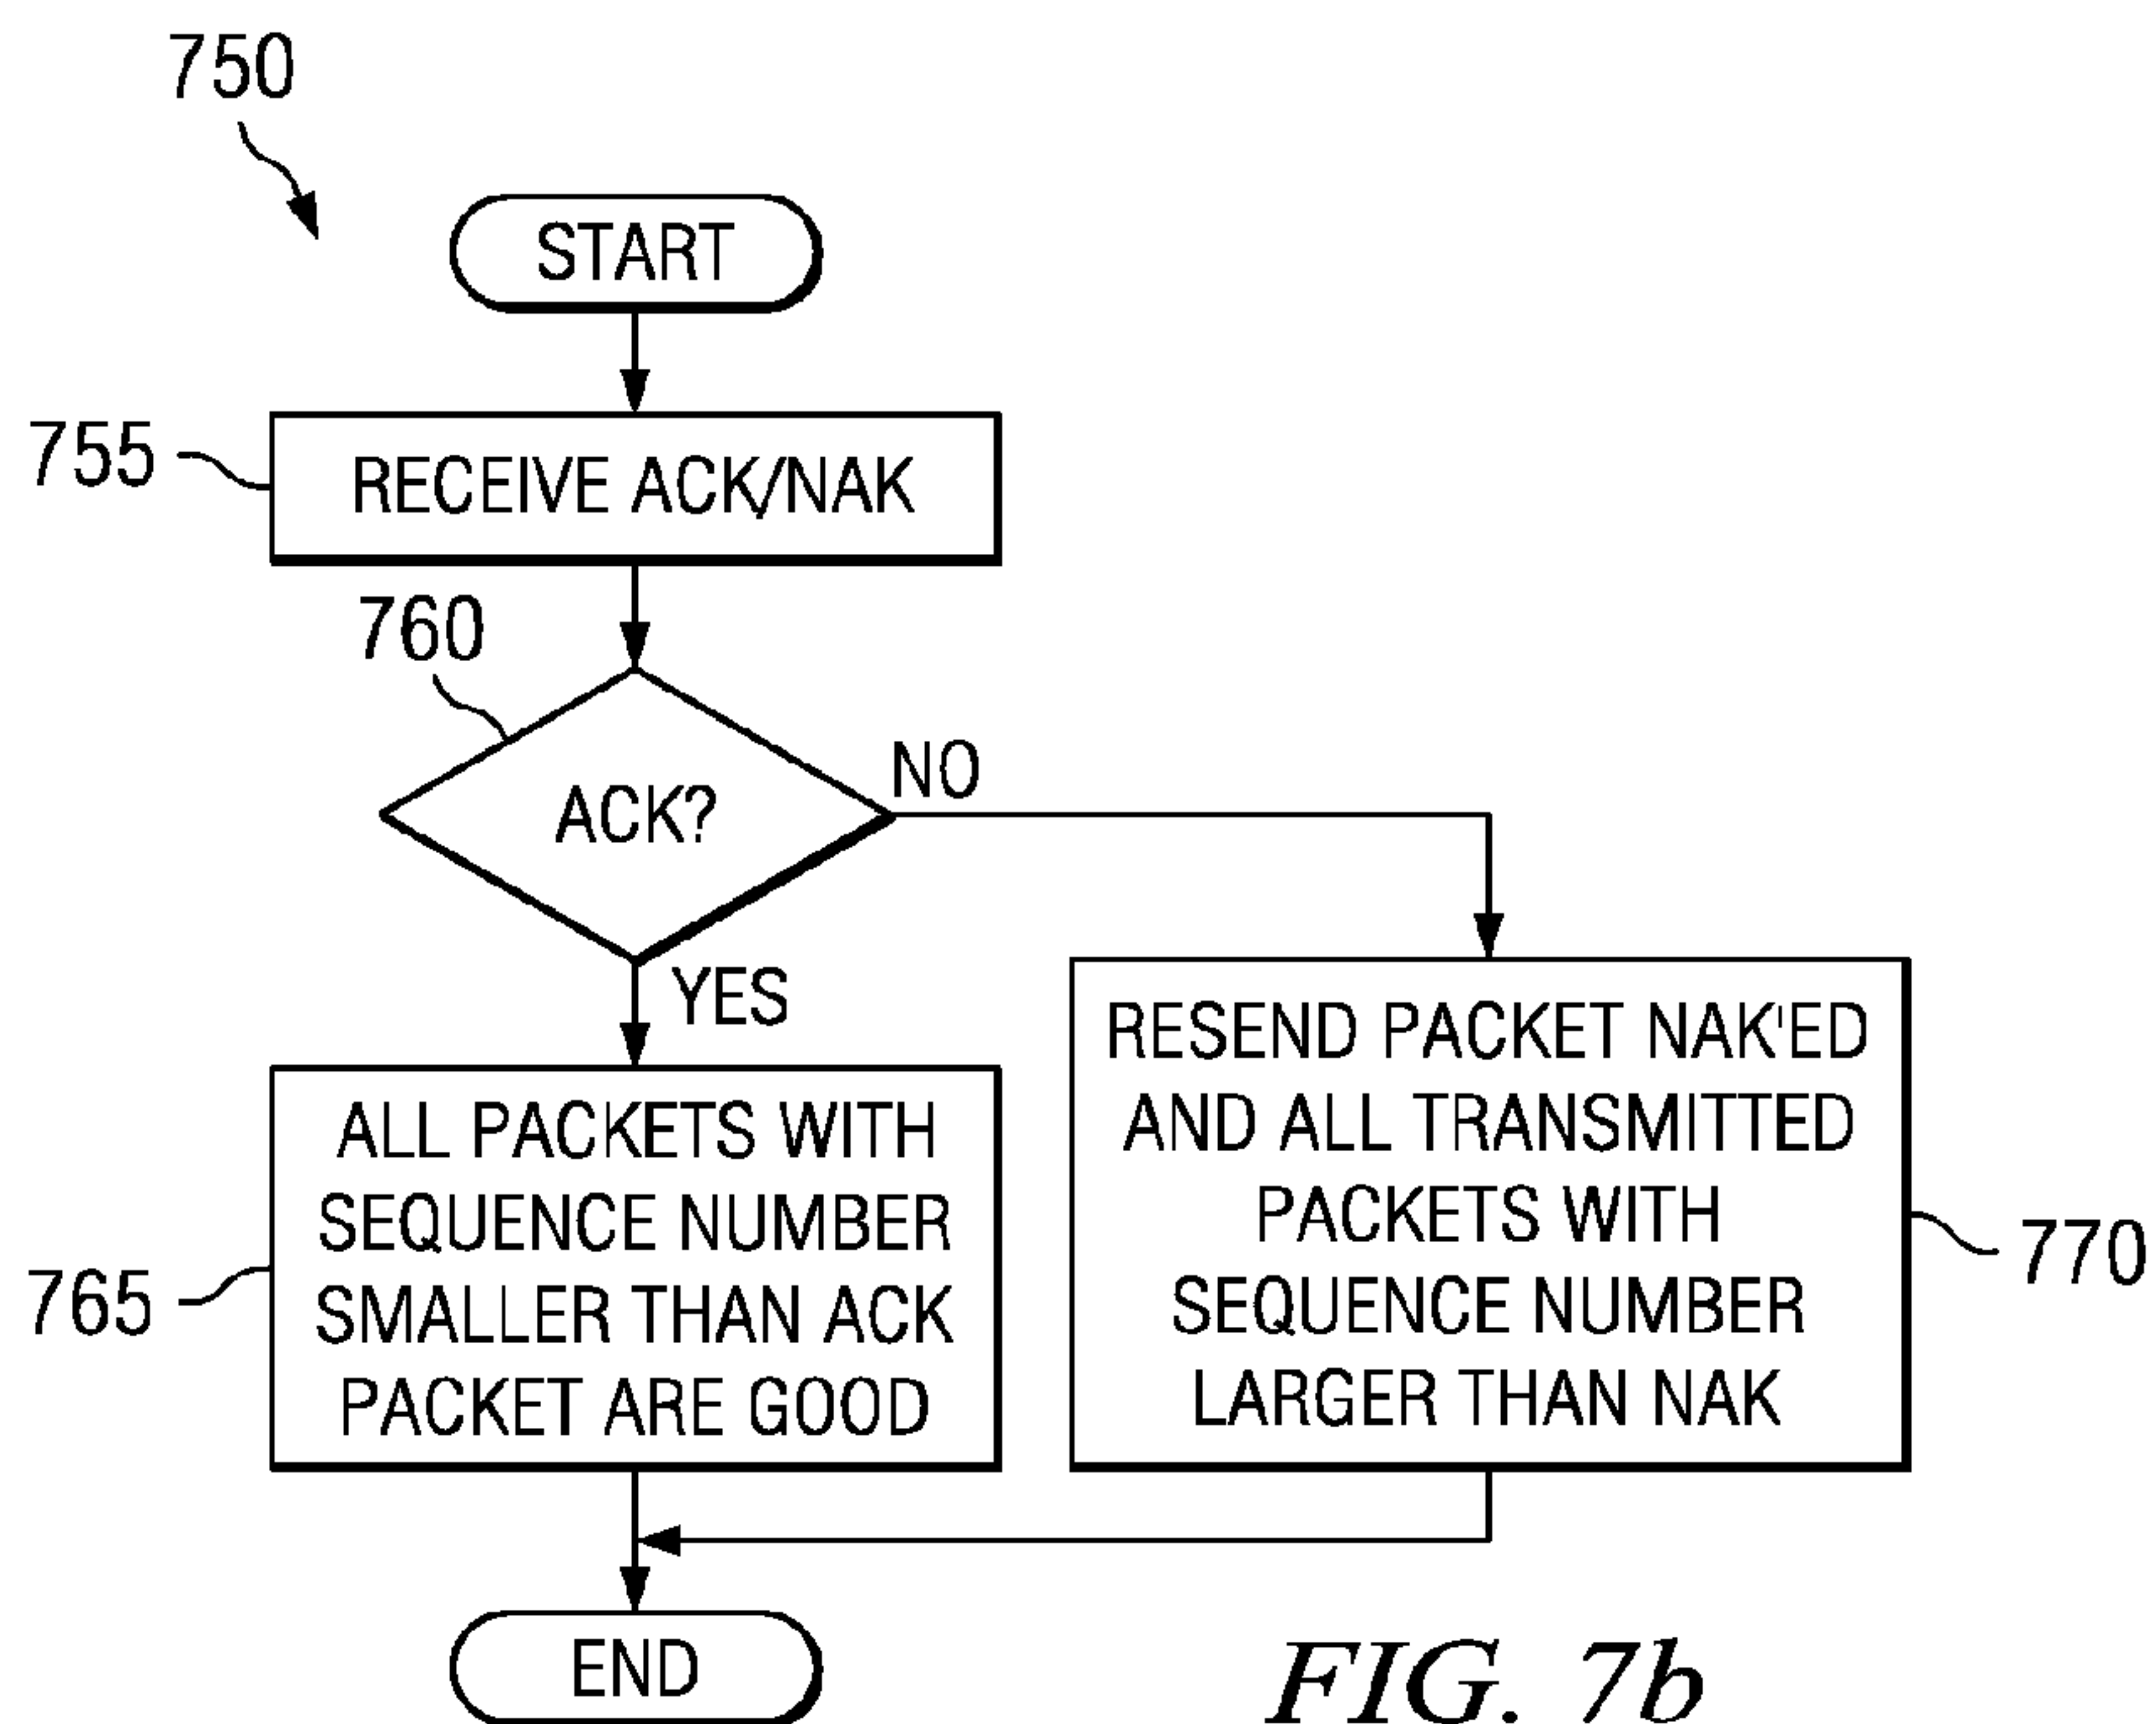 750
START
755
RECEIVE ACK/NAK
760
ACK?
NO
YES
765
ALL PACKETS WITH
SEQUENCE NUMBER
SMALLER THAN ACK
PACKET ARE GOOD
RESEND PACKET NAK'ED
AND ALL TRANSMITTED
PACKETS WITH
SEQUENCE NUMBER
LARGER THAN NAK
770
END
FIG. 7b